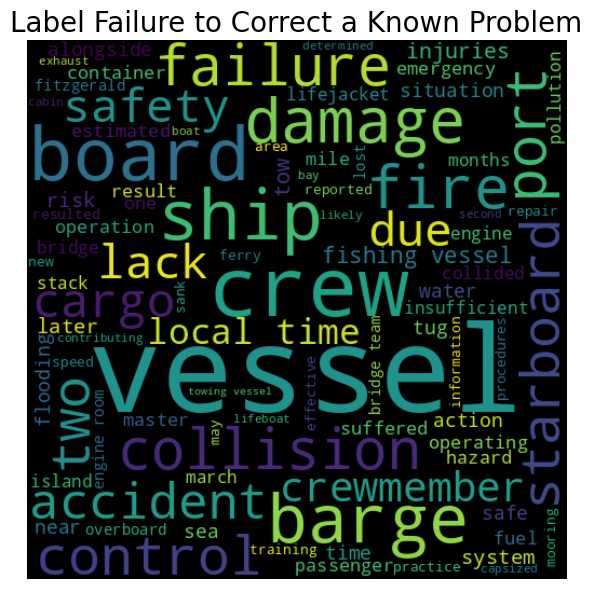 Label Failure to Correct a Known Problem
alongside
determined
exhaust
failure
injuries
container
emergency
pollution
fitzgerald
safety
lifejacket
situation
cabin
damage
port
estimated
boat
area
board
mile
lost
months
tow
bay
fire
risk
result
one
reported
ship
resulted
likely
second
repair
operation
due
engine
bridge
lack
fishing vessel
new
ferry
collided
stack
crew
water
cargo
sank
insufficient
starboard
later
local time
tug
information
procedures
contributing
bridge team
flooding
speed
vessel
effective
two
towing vessel
action
master
lifeboat
may
suffered
engine room
collision
operating
hazard
island
march
crewmember
accident
safe
near
overboard
sea
barge
fuel
mooring
control
training
time
system
passenger
practice
capsized